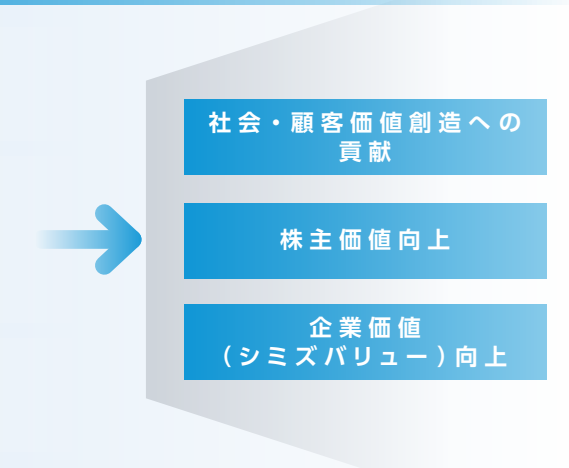 社会・顧客価値創造への
貢献
株主価値向上
企業価値
（シミズバリュー）向上